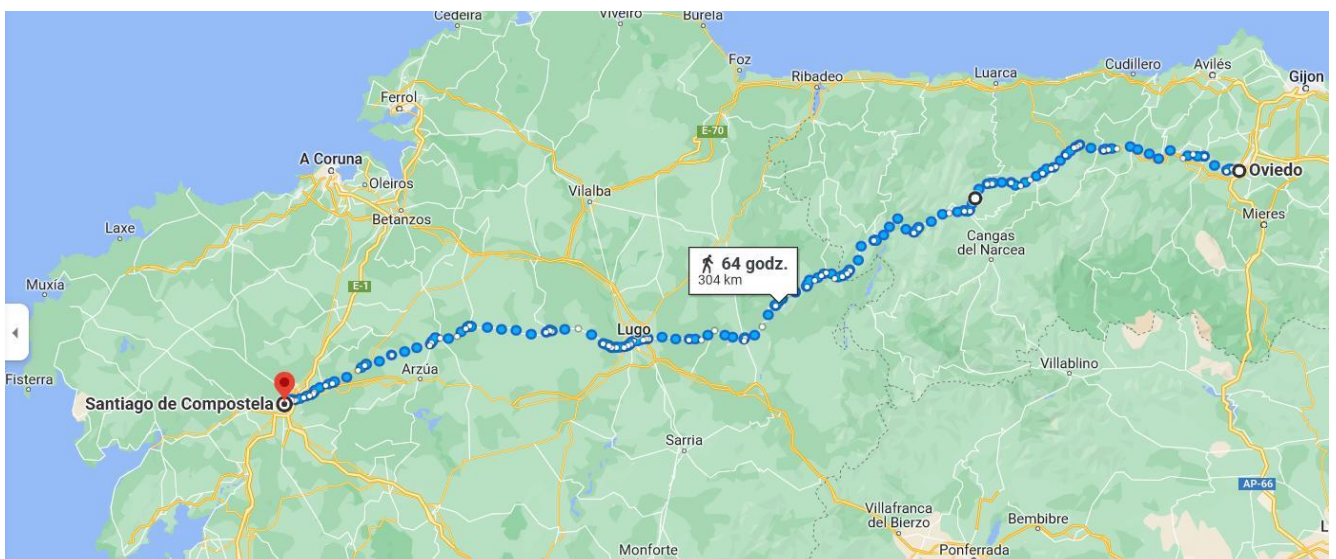 Cedeira
Viveiro
Burela
Foz
Ribadeo
Luarca
Cudillero
Avilés
Gijon
Ferrol
E-70
A Coruna
Oleiros
Vilalba
Oviedo
Betanzos
Mieres
Laxe
Cangas
del Narcea
64 godz.
304 km
Muxía
E-1
Lugo
Villablino
Arzúa
Fisterra
Santiago de Compostela
Sarria
AP-66
Villafranca
del Bierzo
Bembibre
L
Monforte
Ponferrada